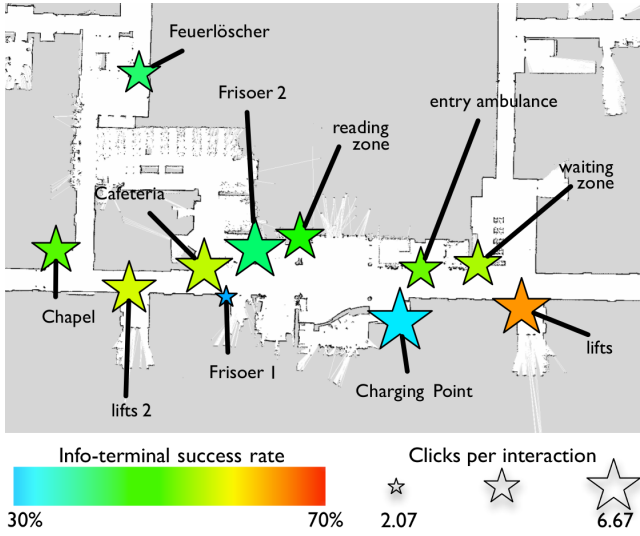 Feuerlöscher
Frisoer 2
entry ambulance
reading
zone
waiting
zone
Cafeteria
Chapel
lifts 2
Frisoer 1
Charging Point
lifts
Info-terminal success rate
30%
70%
Clicks per interaction
2.07
6.67